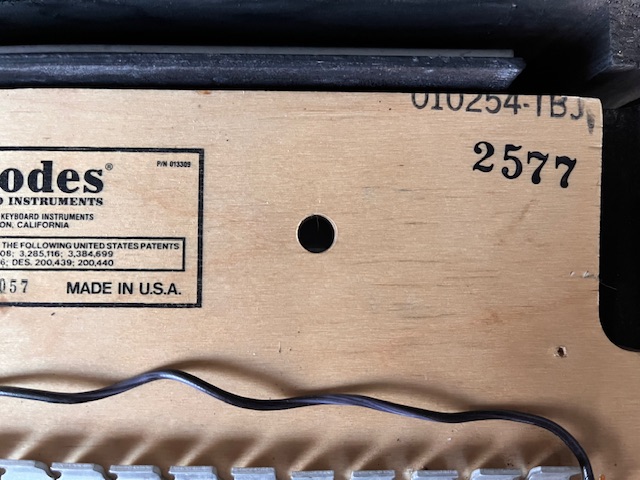 010254-1BJ
2577
P/N 013309
odes®
D INSTRUMENTS
KEYBOARD INSTRUMENTS
ON, CALIFORNIA
THE FOLLOWING UNITED STATES PATENTS
08; 3,285,116; 3,384,699
6; DES. 200,439; 200,440
057 MADE IN U.S.A.